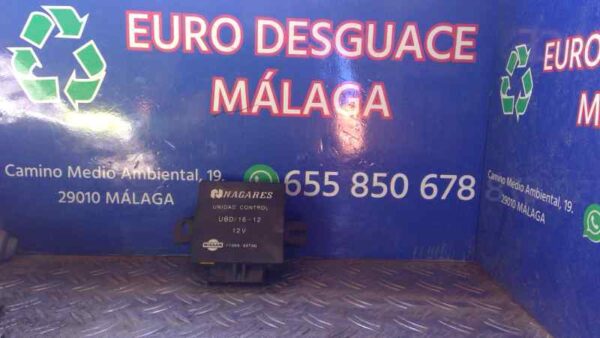 EURO DESGUACE
MÁLAGA
Camino Medio Ambiental, 19.
29010 MÁLAGA
655 850 678
NAGARES
UNIDAD CONTROL
UBD/16-12
12V
NISSAN
EURO
Camino Medio Ambiental, 19.
29010 MÁLAGA